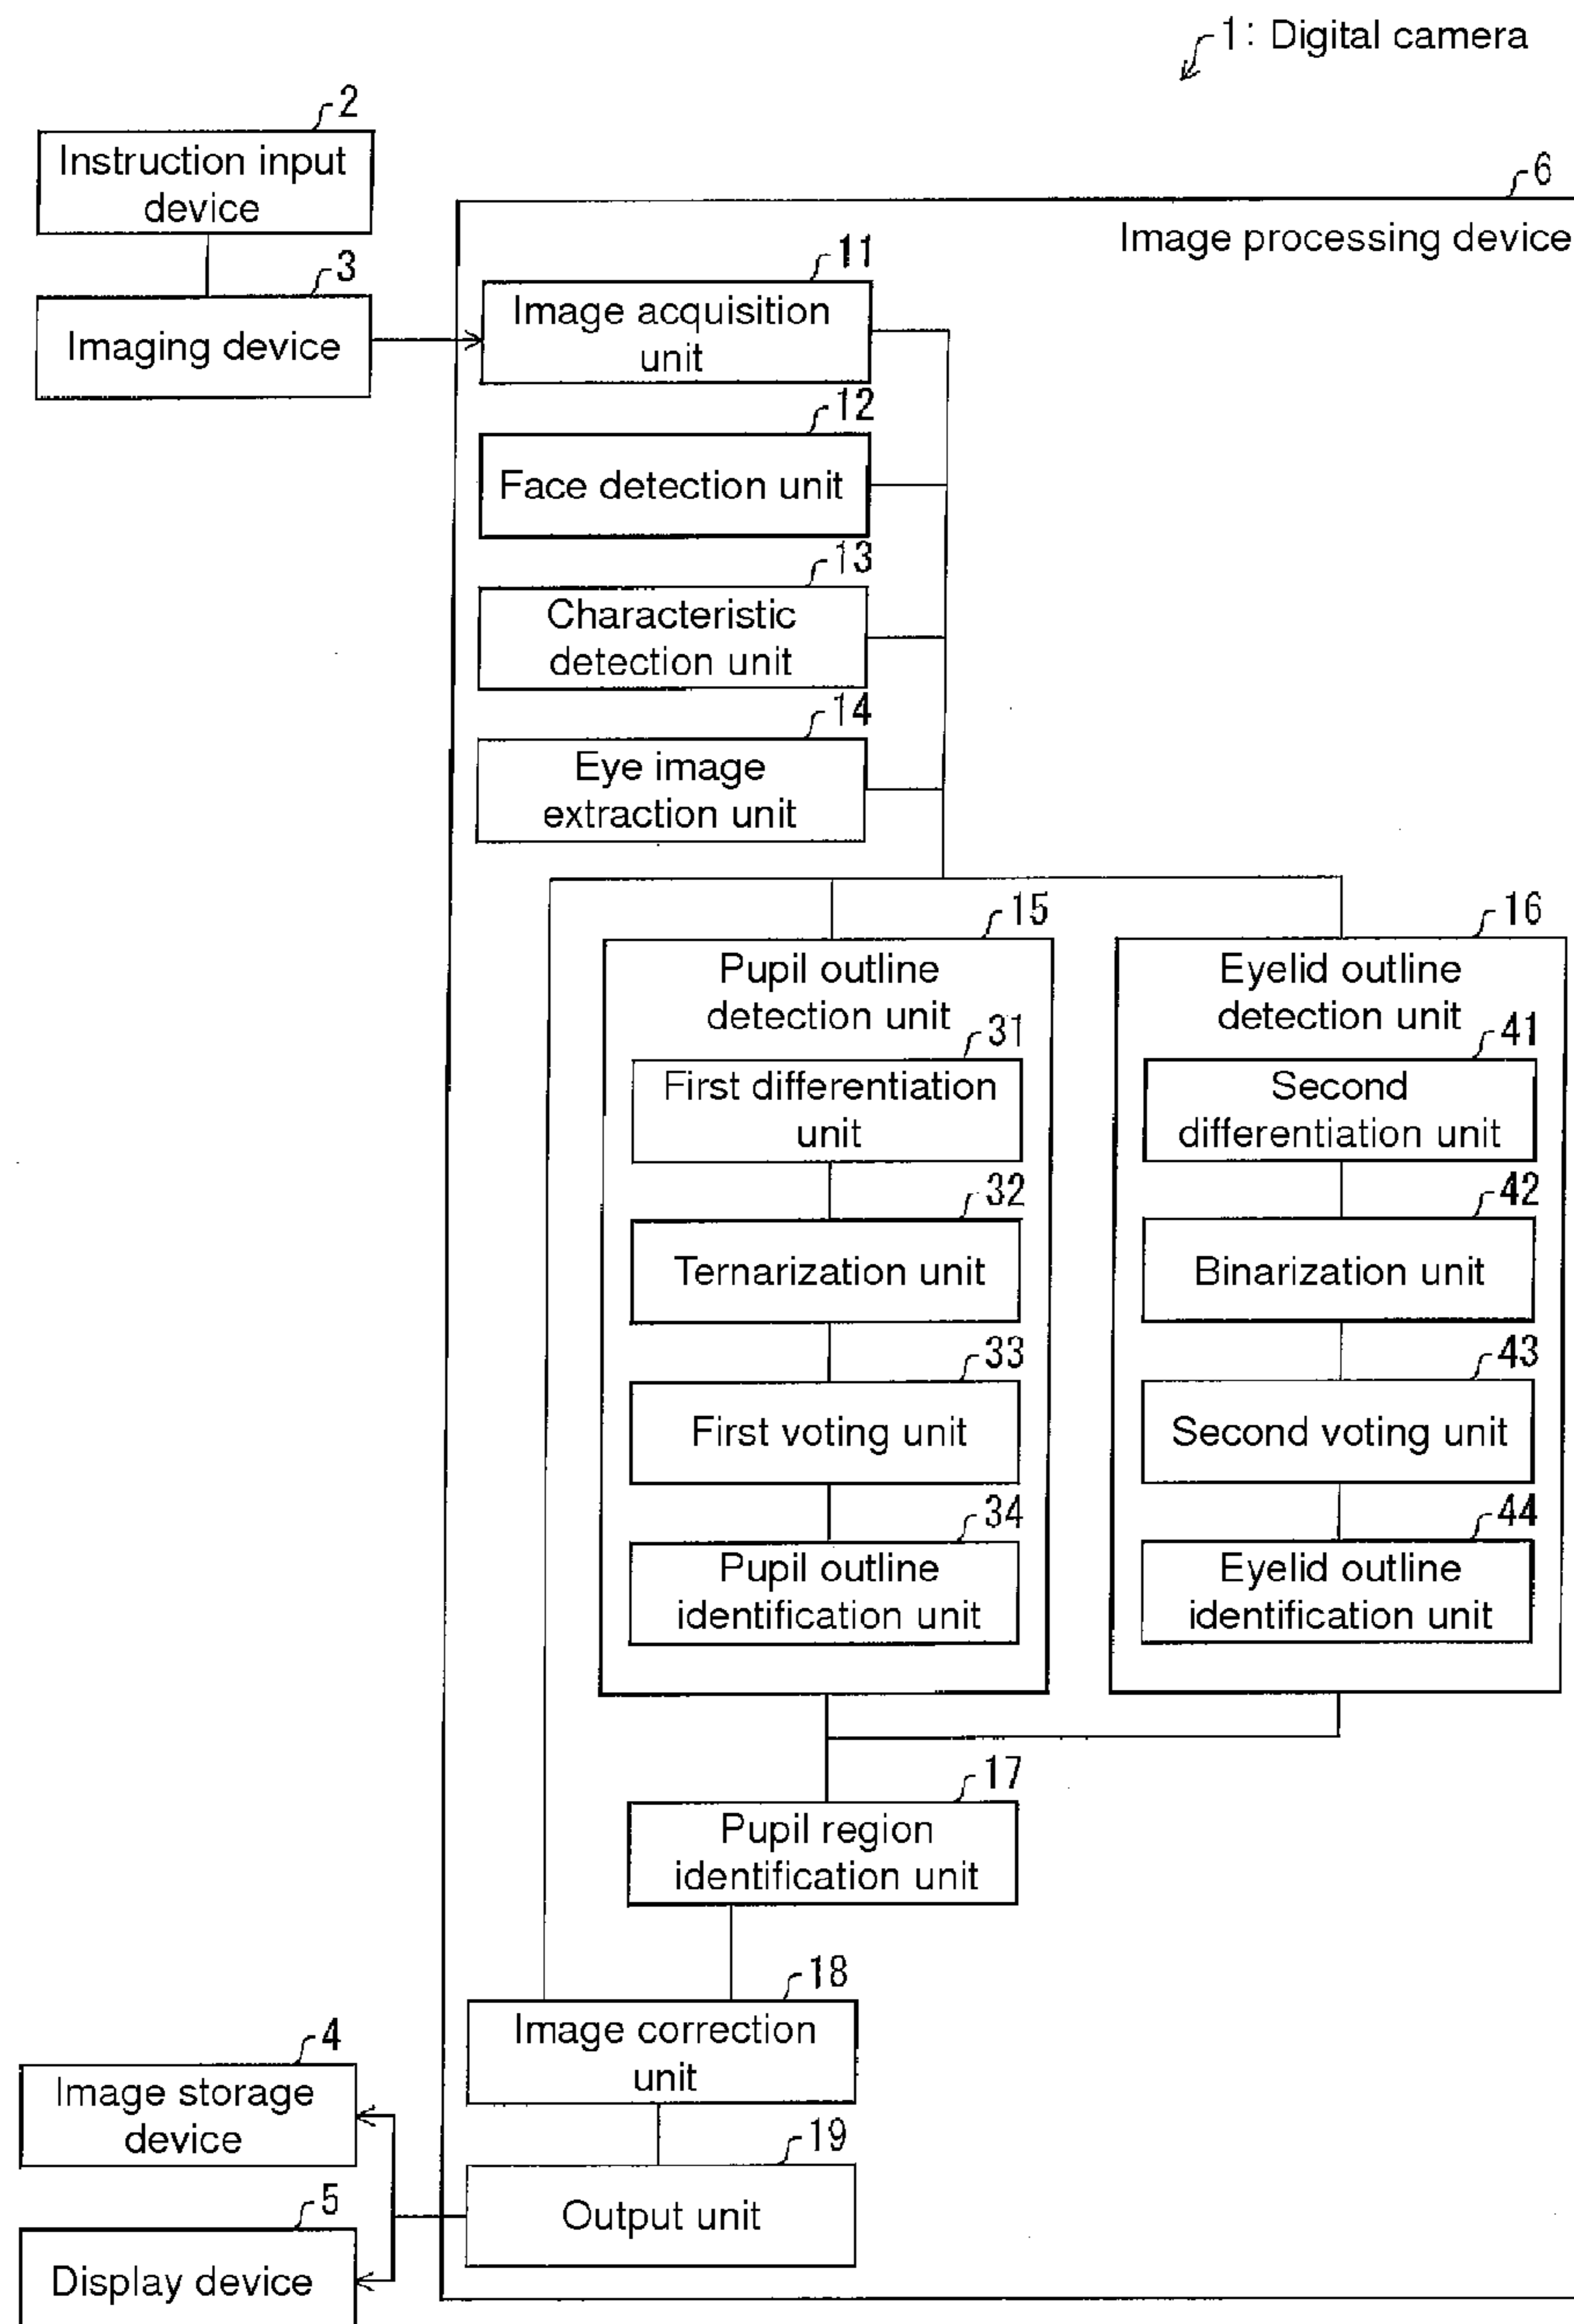 1: Digital camera
2
Instruction input
device
6
Image processing device
3
Imaging device
11
Image acquisition
unit
12
Face detection unit
13
Characteristic
detection unit
14
Eye image
extraction unit
15
Pupil outline
detection unit
31
First differentiation
unit
32
Ternarization unit
33
First voting unit
34
Pupil outline
identification unit
16
Eyelid outline
detection unit
41
Second
differentiation unit
42
Binarization unit
43
Second voting unit
44
Eyelid outline
identification unit
17
Pupil region
identification unit
18
Image correction
unit
4
Image storage
device
19
Output unit
5
Display device